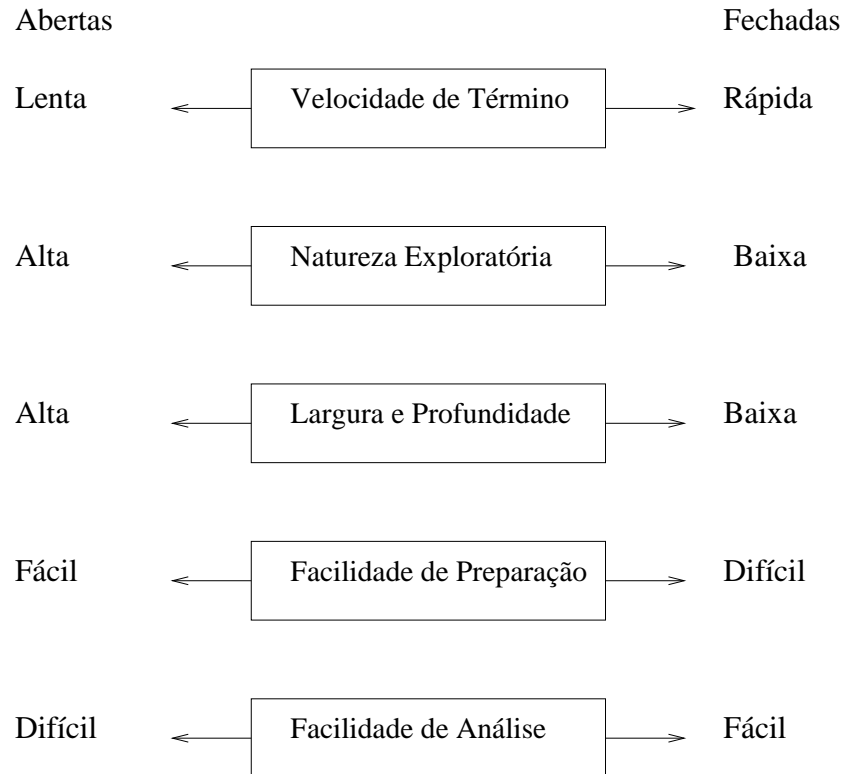 Abertas Fechadas
Lenta Velocidade de Término Rápida
Alta Natureza Exploratória Baixa
Alta Largura e Profundidade Baixa
Fácil Facilidade de Preparação Difícil
Difícil Facilidade de Análise Fácil